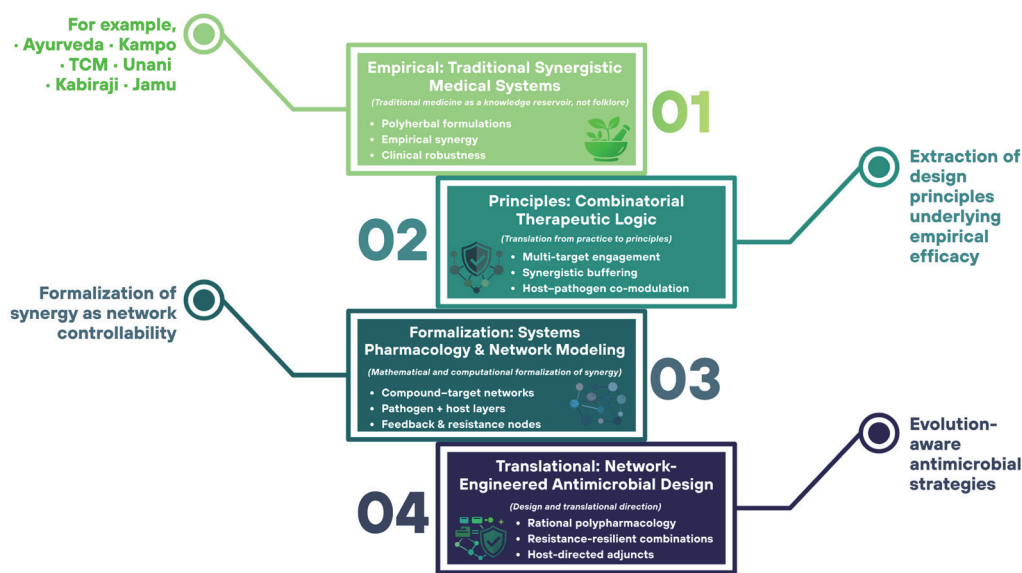 For example,
· Ayurveda · Kampo
· TCM · Unani
· Kabiraji · Jamu
Empirical: Traditional Synergistic
Medical Systems
(Traditional medicine as a knowledge reservoir, not folklore)
• Polyherbal formulations
• Empirical synergy
• Clinical robustness
01
02
Principles: Combinatorial
Therapeutic Logic
(Translation from practice to principles)
• Multi-target engagement
• Synergistic buffering
• Host–pathogen co-modulation
Extraction of
design
principles
underlying
empirical
efficacy
Formalization of
synergy as network
controllability
Formalization: Systems
Pharmacology & Network Modeling
(Mathematical and computational formalization of synergy)
• Compound–target networks
• Pathogen + host layers
• Feedback & resistance nodes
03
04
Translational: Network-
Engineered Antimicrobial Design
(Design and translational direction)
• Rational polypharmacology
• Resistance-resilient combinations
• Host-directed adjuncts
Evolution-
aware
antimicrobial
strategies